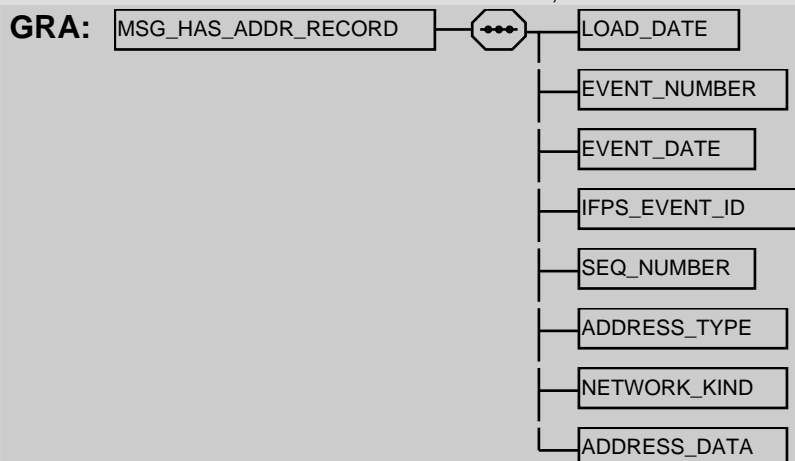 GRA: MSG_HAS_ADDR_RECORD LOAD_DATE
EVENT_NUMBER
EVENT_DATE
IFPS_EVENT_ID
SEQ_NUMBER
ADDRESS_TYPE
NETWORK_KIND
ADDRESS_DATA